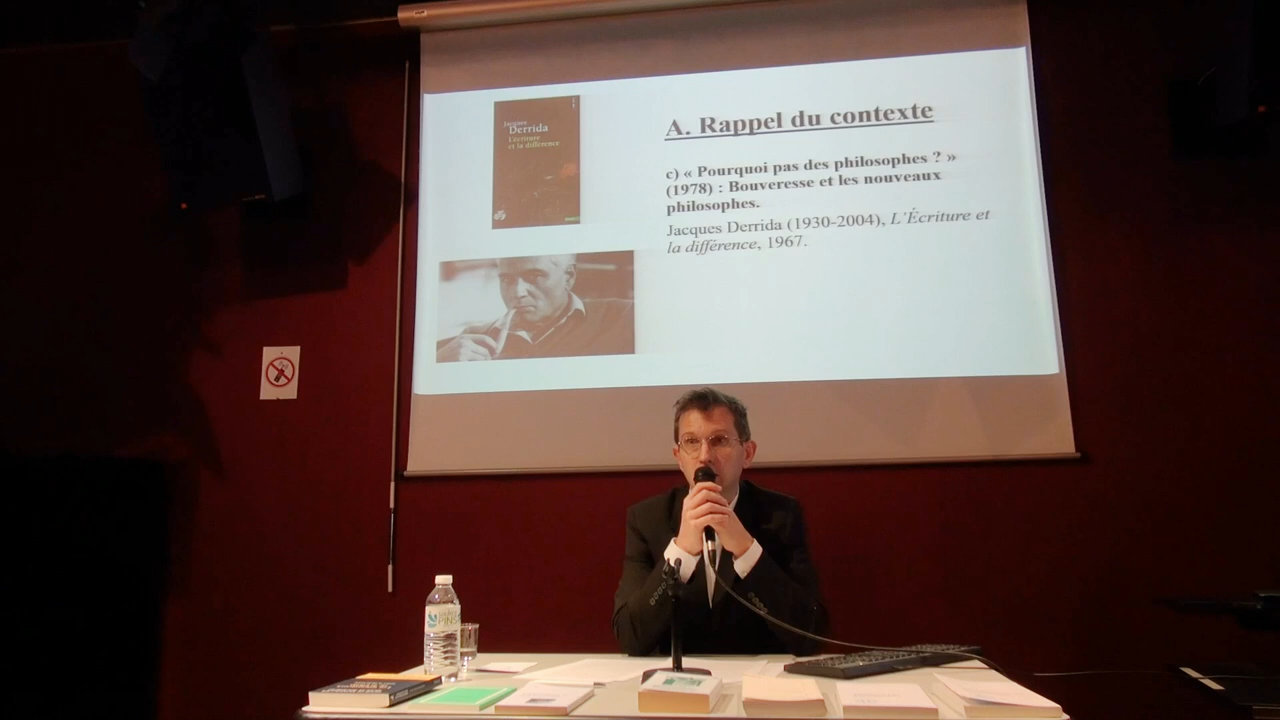 Jacques
Derrida
L'écriture
et la différence
A. Rappel du contexte
c) « Pourquoi pas des philosophes ? »
(1978) : Bouveresse et les nouveaux
philosophes.
Jacques Derrida (1930-2004), L'Écriture et
la différence, 1967.